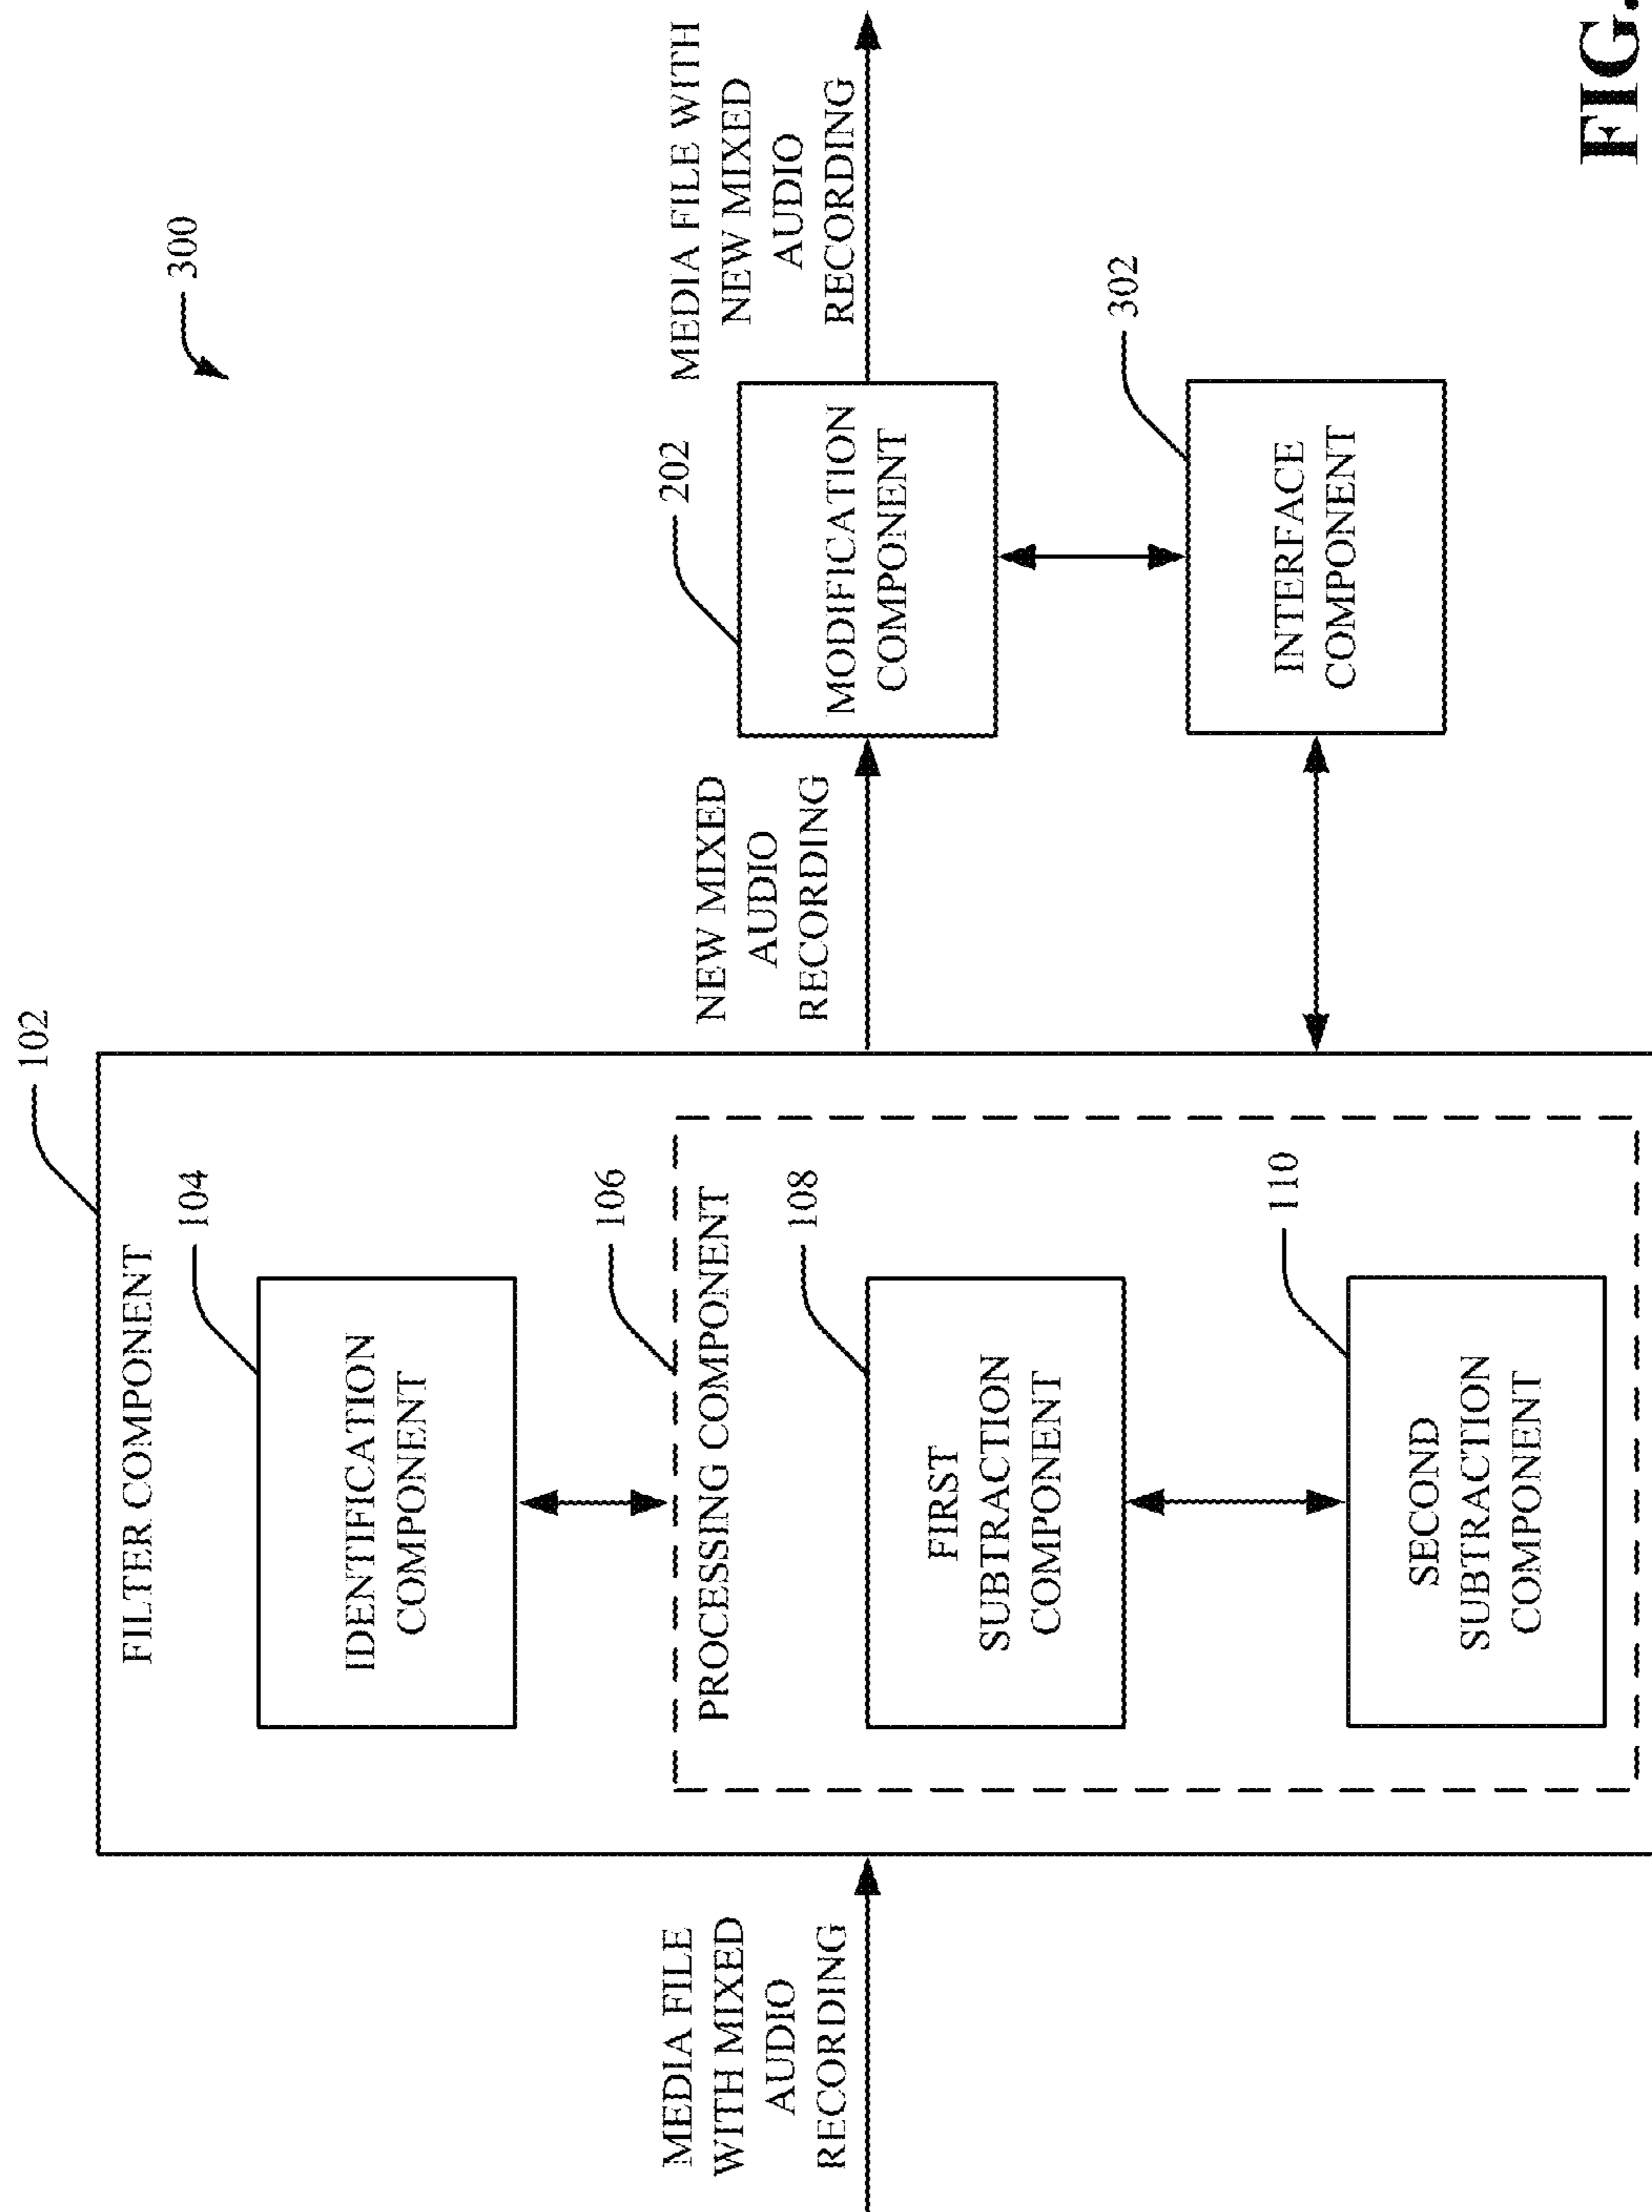 300
102
FILTER COMPONENT
104
IDENTIFICATION
COMPONENT
106
PROCESSING COMPONENT
108
FIRST
SUBTRACTION
COMPONENT
110
SECOND
SUBTRACTION
COMPONENT
MEDIA FILE
WITH MIXED
AUDIO
RECORDING
NEW MIXED
AUDIO
RECORDING
202
MODIFICATION
COMPONENT
MEDIA FILE WITH
NEW MIXED
AUDIO
RECORDING
302
INTERFACE
COMPONENT
FIG.